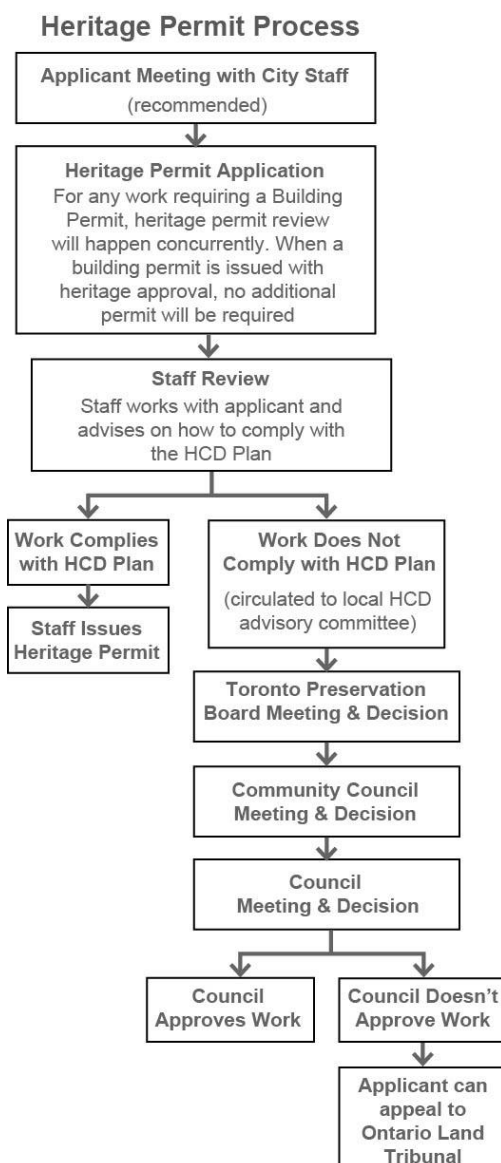 Heritage Permit Process
Applicant Meeting with City Staff
(recommended)
Heritage Permit Application
For any work requiring a Building
Permit, heritage permit review
will happen concurrently. When a
building permit is issued with
heritage approval, no additional
permit will be required
Staff Review
Staff works with applicant and
advises on how to comply with
the HCD Plan
Work Complies
with HCD Plan
Staff Issues
Heritage Permit
Work Does Not
Comply with HCD Plan
(circulated to local HCD
advisory committee)
Toronto Preservation
Board Meeting & Decision
Community Council
Meeting & Decision
Council
Meeting & Decision
Council
Approves Work
Council Doesn't
Approve Work
Applicant can
appeal to
Ontario Land
Tribunal